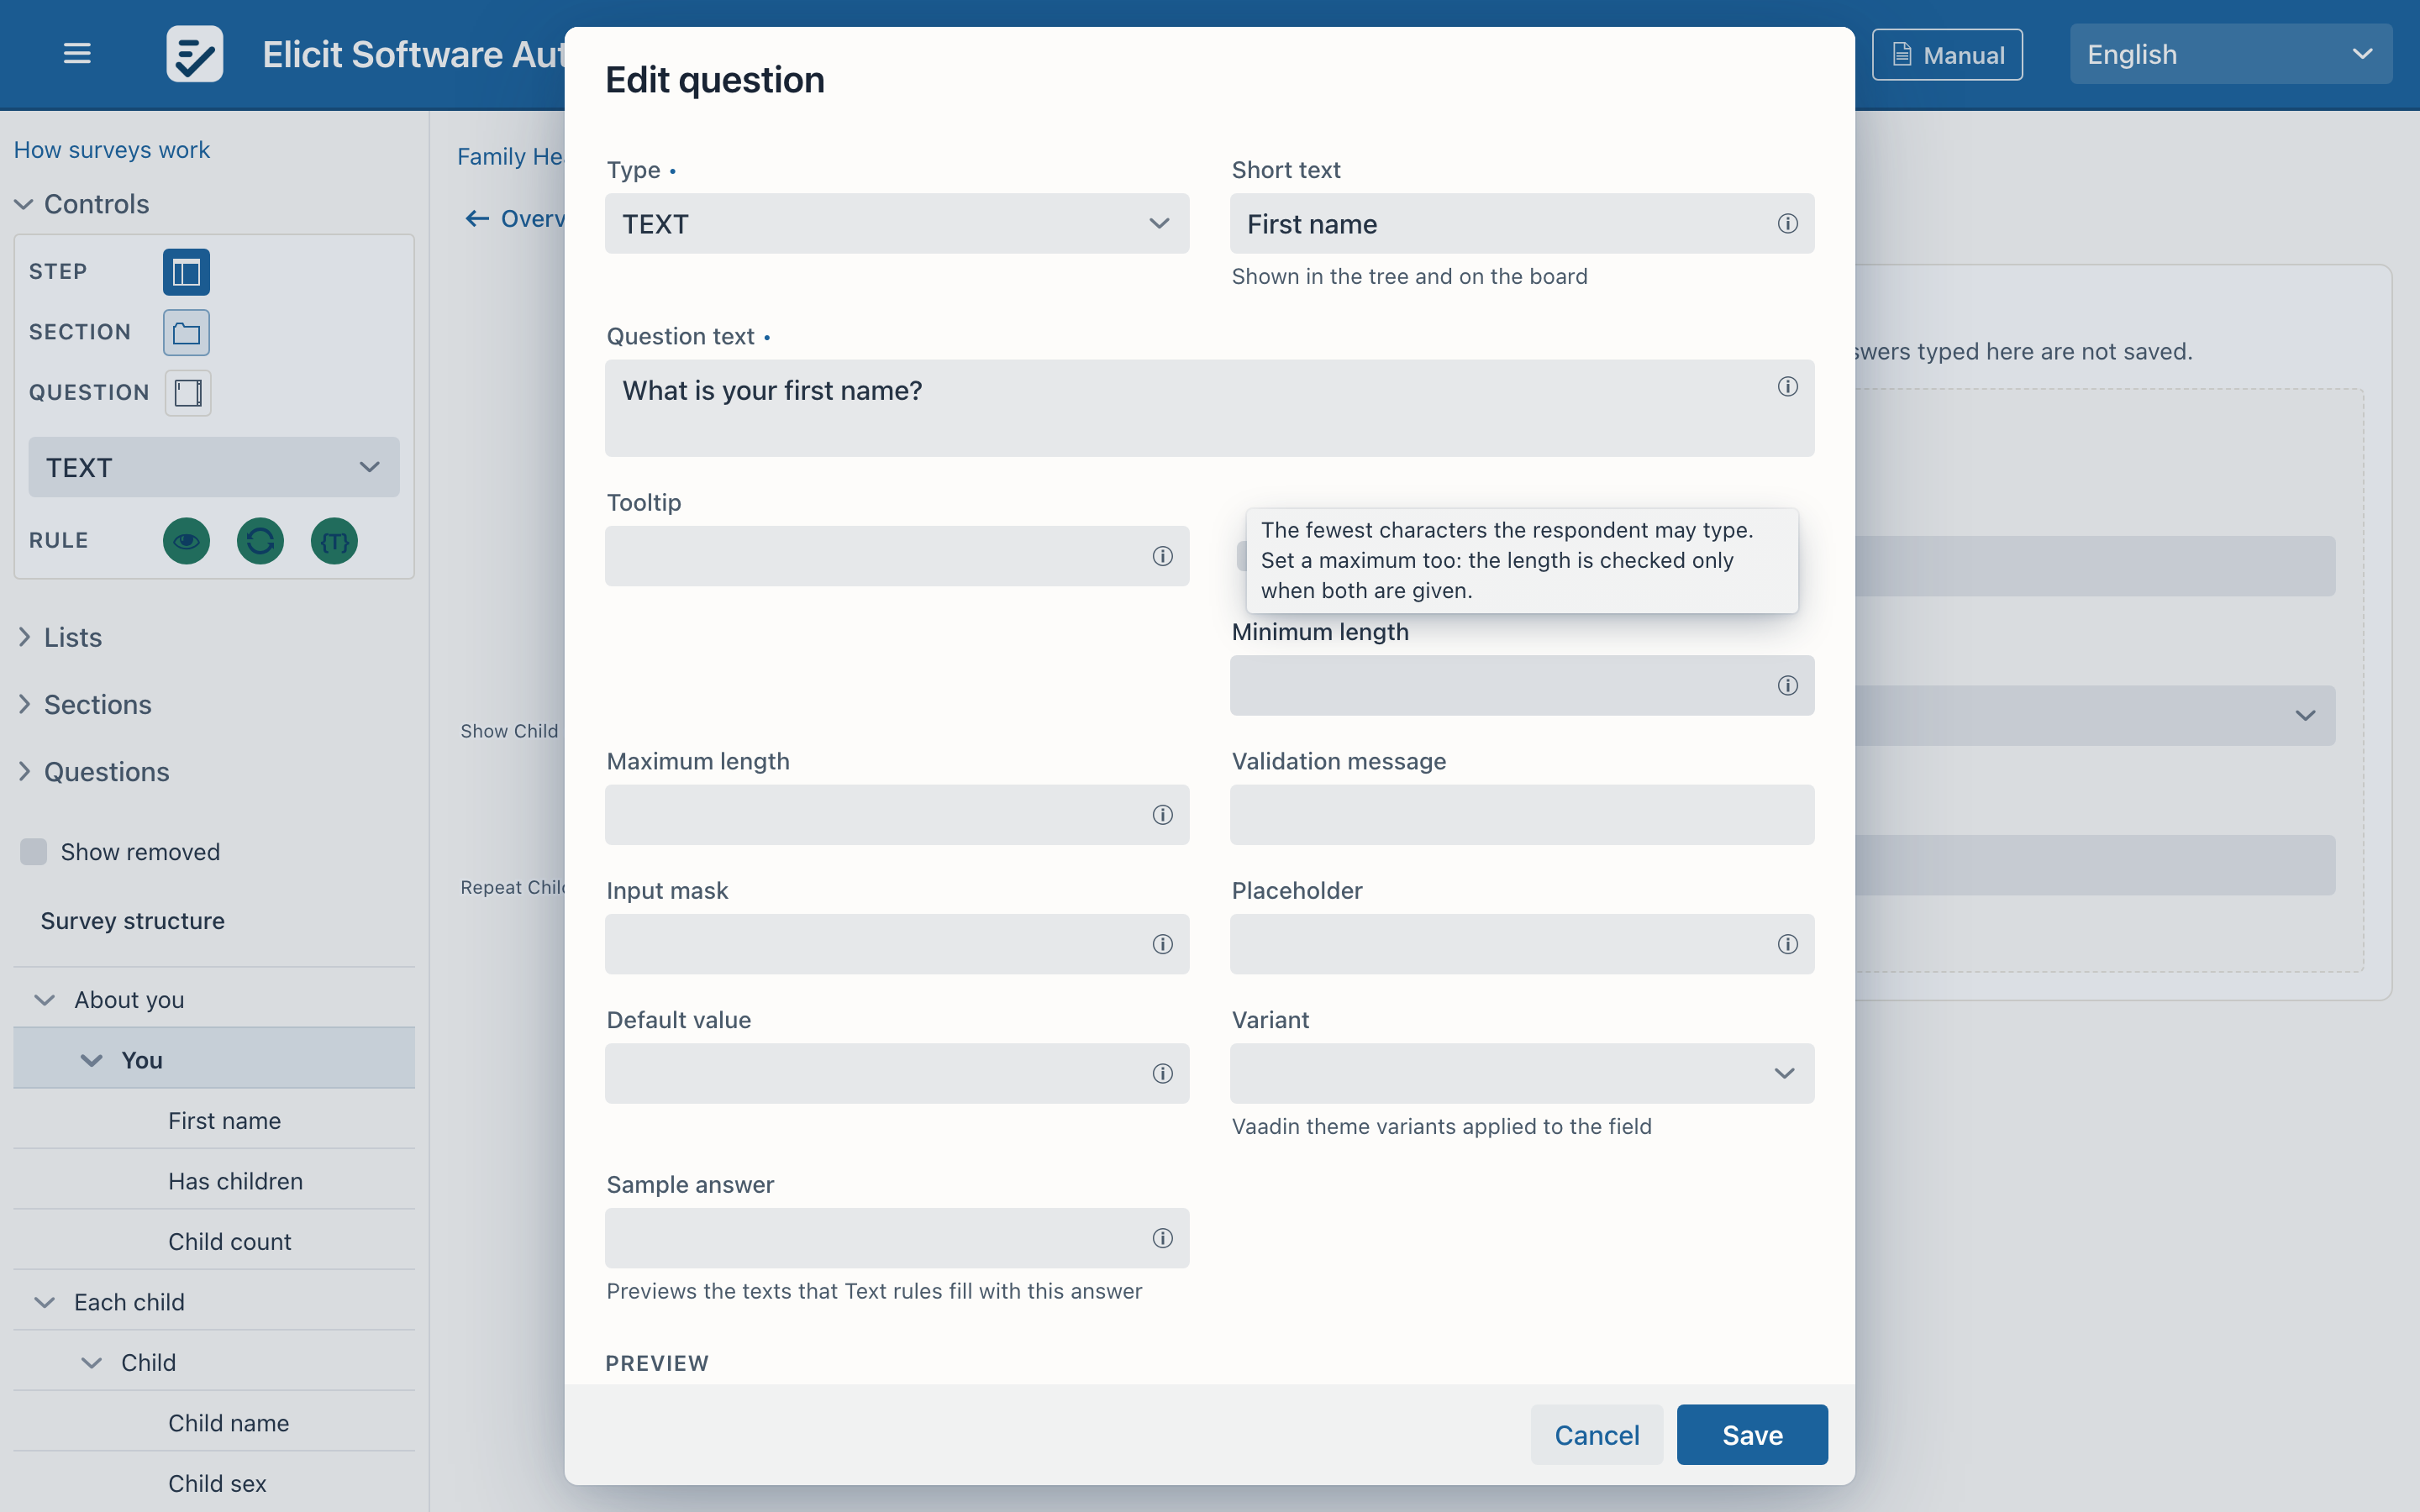 Elicit Software Aut
Manual
English
How surveys work
Controls
STEP
SECTION
QUESTION
TEXT
RULE
{T}
Lists
Sections
Questions
Show removed
Survey structure
About you
You
First name
Has children
Child count
Each child
Child
Child name
Child sex
Family He
Overv
Show Child
Repeat Chil
swers typed here are not saved.
Edit question
Type •
TEXT
Short text
First name
Shown in the tree and on the board
Question text •
What is your first name?
Tooltip
The fewest characters the respondent may type.
Set a maximum too: the length is checked only
when both are given.
Minimum length
Maximum length
Validation message
Input mask
Placeholder
Default value
Variant
Vaadin theme variants applied to the field
Sample answer
Previews the texts that Text rules fill with this answer
PREVIEW
Cancel
Save